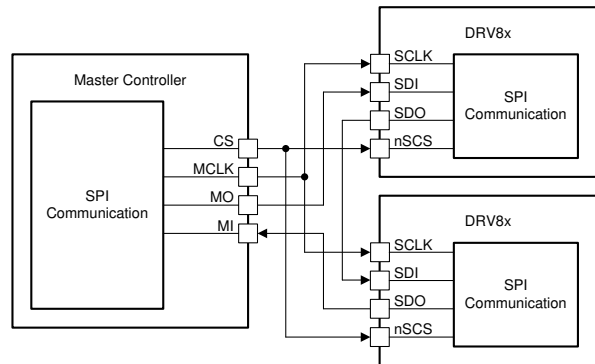 Master Controller
SPI
Communication
CS
MCLK
MO
MI
DRV8x
SCLK
SDI
SDO
nSCS
SPI
Communication
DRV8x
SCLK
SDI
SDO
nSCS
SPI
Communication